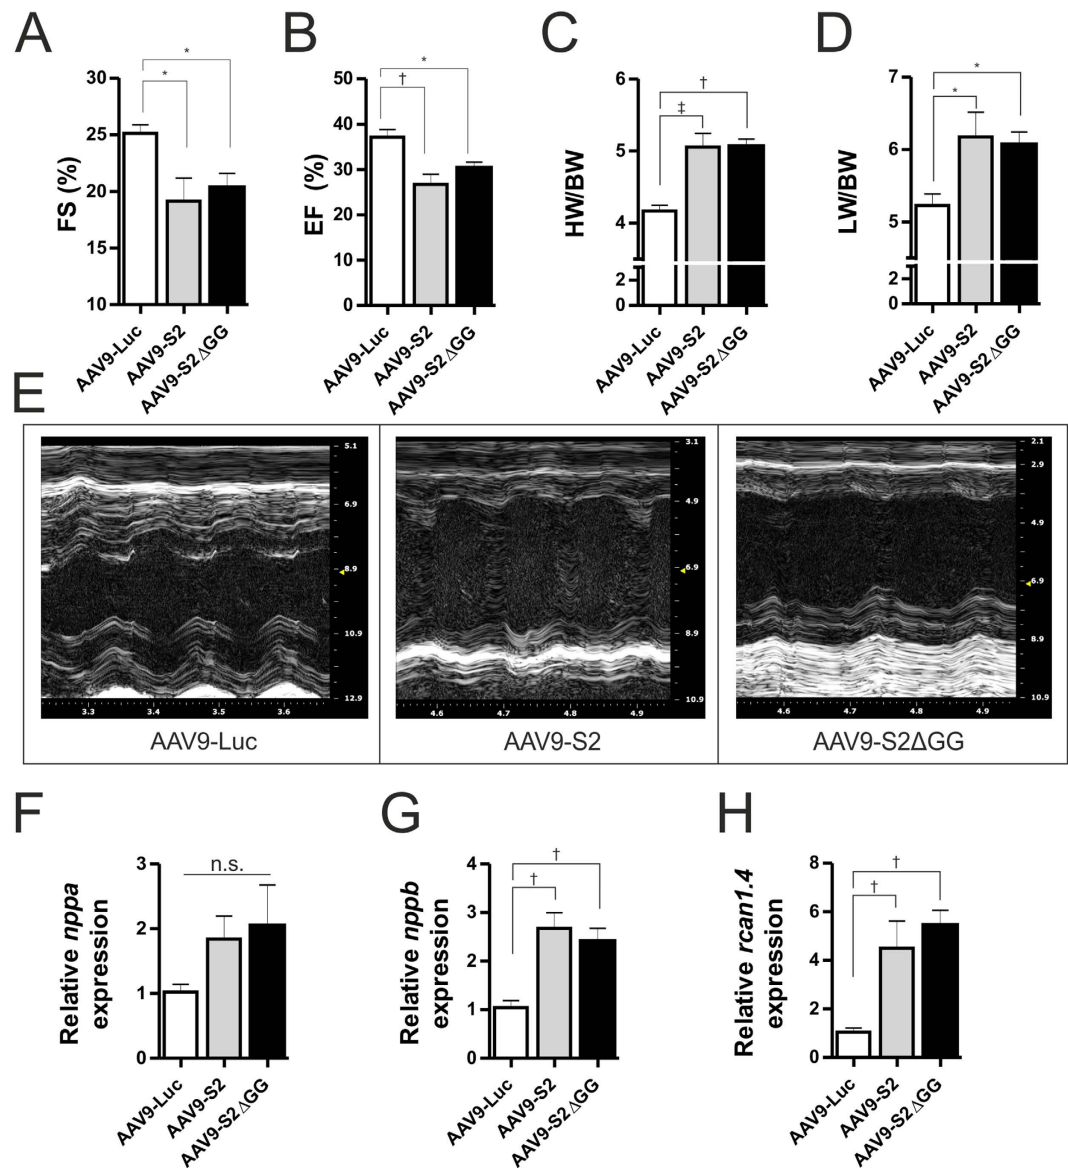 A
B
C
D
*
*
FS (%)
30
25
20
15
10
AAV9-Luc
AAV9-S2
AAV9-S2ΔGG
*
†
EF (%)
50
40
30
20
10
0
AAV9-Luc
AAV9-S2
AAV9-S2ΔGG
†
‡
HW/BW
6
5
4
2
0
AAV9-Luc
AAV9-S2
AAV9-S2ΔGG
*
*
LW/BW
7
6
5
2
0
AAV9-Luc
AAV9-S2
AAV9-S2ΔGG
E
5.1
6.9
8.9
10.9
12.9
3.3 3.4 3.5 3.6
AAV9-Luc
3.1
4.9
6.9
8.9
10.9
4.6 4.7 4.8 4.9
AAV9-S2
2.1
2.9
4.9
6.9
8.9
10.9
4.6 4.7 4.8 4.9
AAV9-S2ΔGG
F
G
H
n.s.
Relative nppa
expression
3
2
1
0
AAV9-Luc
AAV9-S2
AAV9-S2ΔGG
†
†
Relative nppb
expression
4
3
2
1
0
AAV9-Luc
AAV9-S2
AAV9-S2ΔGG
†
†
Relative rcan1.4
expression
8
6
4
2
0
AAV9-Luc
AAV9-S2
AAV9-S2ΔGG